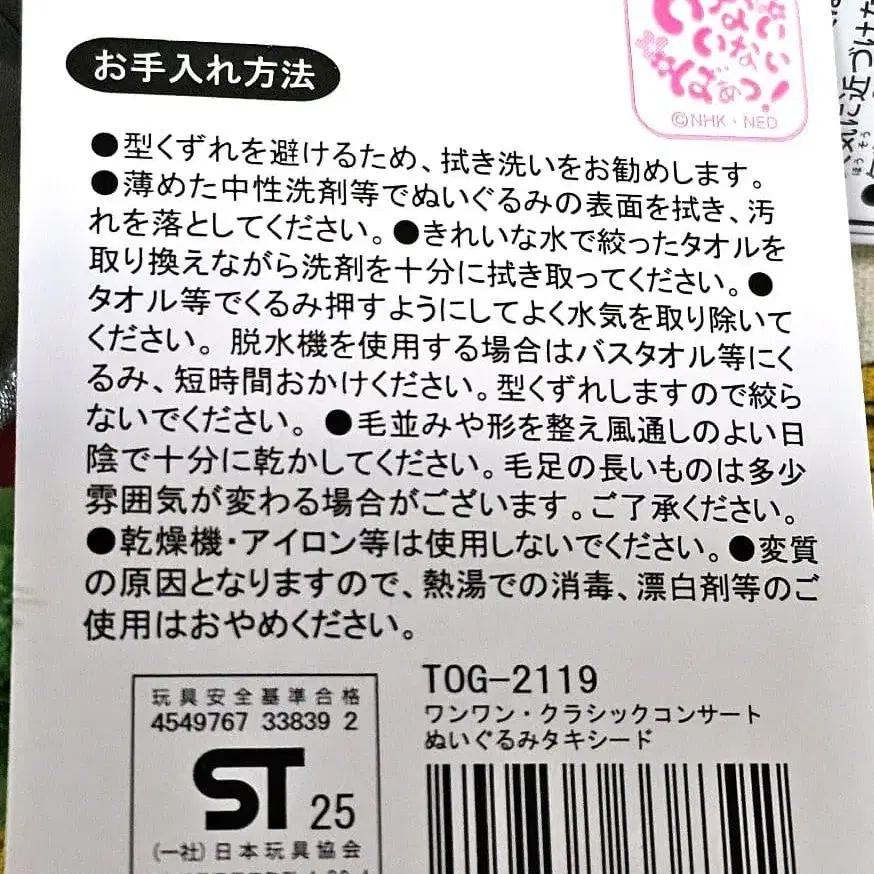 いないいないばあっ!
©NHK・NED
気に近づけ
お手入れ方法
●型くずれを避けるため、拭き洗いをお勧めします。
●薄めた中性洗剤等でぬいぐるみの表面を拭き、汚
れを落としてください。●きれいな水で絞ったタオルを
取り換えながら洗剤を十分に拭き取ってください。●
タオル等でくるみ押すようにしてよく水気を取り除いて
ください。脱水機を使用する場合はバスタオル等にく
るみ、短時間おかけください。型くずれしますので絞ら
ないでください。●毛並みや形を整え風通しのよい日
陰で十分に乾かしてください。毛足の長いものは多少
雰囲気が変わる場合がございます。ご了承ください。
●乾燥機・アイロン等は使用しないでください。●変質
の原因となりますので、熱湯での消毒、漂白剤等のご
使用はおやめください。
玩具安全基準合格
4549767 33839 2
ST 25
(一社)日本玩具協会
TOG-2119
ワンワン・クラシックコンサート
ぬいぐるみタキシード